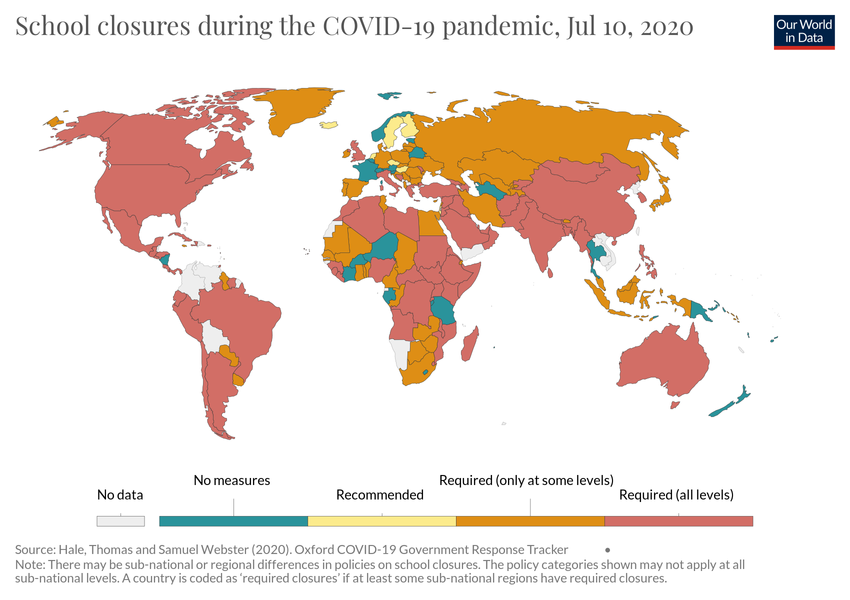 School closures during the COVID-19 pandemic, Jul 10, 2020
Our World
in Data
No data
No measures
Recommended
Required (only at some levels)
Required (all levels)
Source: Hale, Thomas and Samuel Webster (2020). Oxford COVID-19 Government Response Tracker •
Note: There may be sub-national or regional differences in policies on school closures. The policy categories shown may not apply at all
sub-national levels. A country is coded as 'required closures' if at least some sub-national regions have required closures.